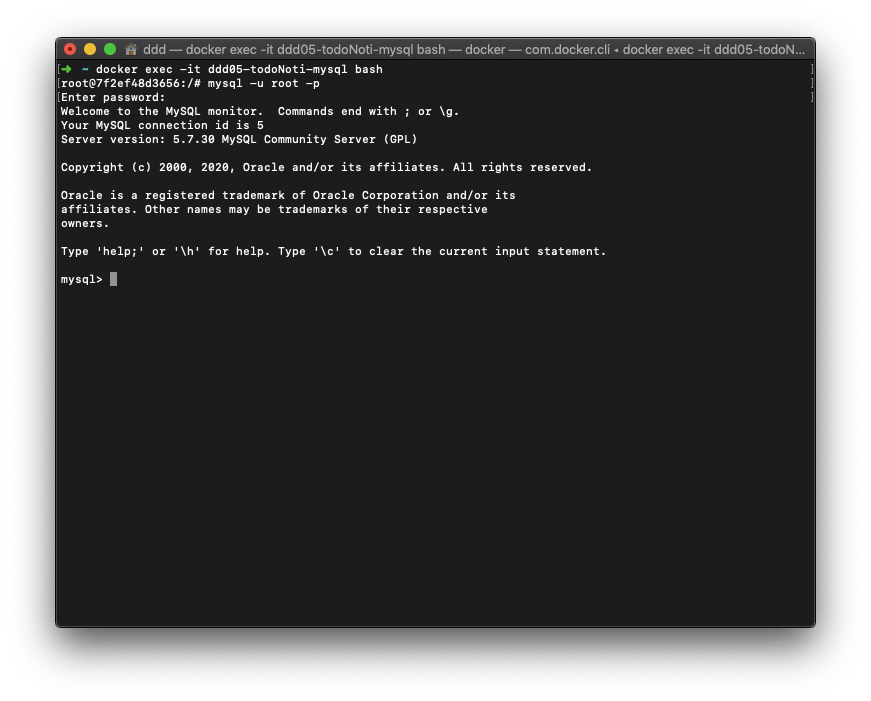 ddd — docker exec -it ddd05-todoNoti-mysql bash — docker — com.docker.cli ◂ docker exec -it ddd05-todoN...
[➜  ~ docker exec -it ddd05-todoNoti-mysql bash ]
[root@7f2ef48d3656:/# mysql -u root -p ]
[Enter password: ]
Welcome to the MySQL monitor.  Commands end with ; or \g.
Your MySQL connection id is 5
Server version: 5.7.30 MySQL Community Server (GPL)
Copyright (c) 2000, 2020, Oracle and/or its affiliates. All rights reserved.
Oracle is a registered trademark of Oracle Corporation and/or its
affiliates. Other names may be trademarks of their respective
owners.
Type 'help;' or '\h' for help. Type '\c' to clear the current input statement.
mysql>